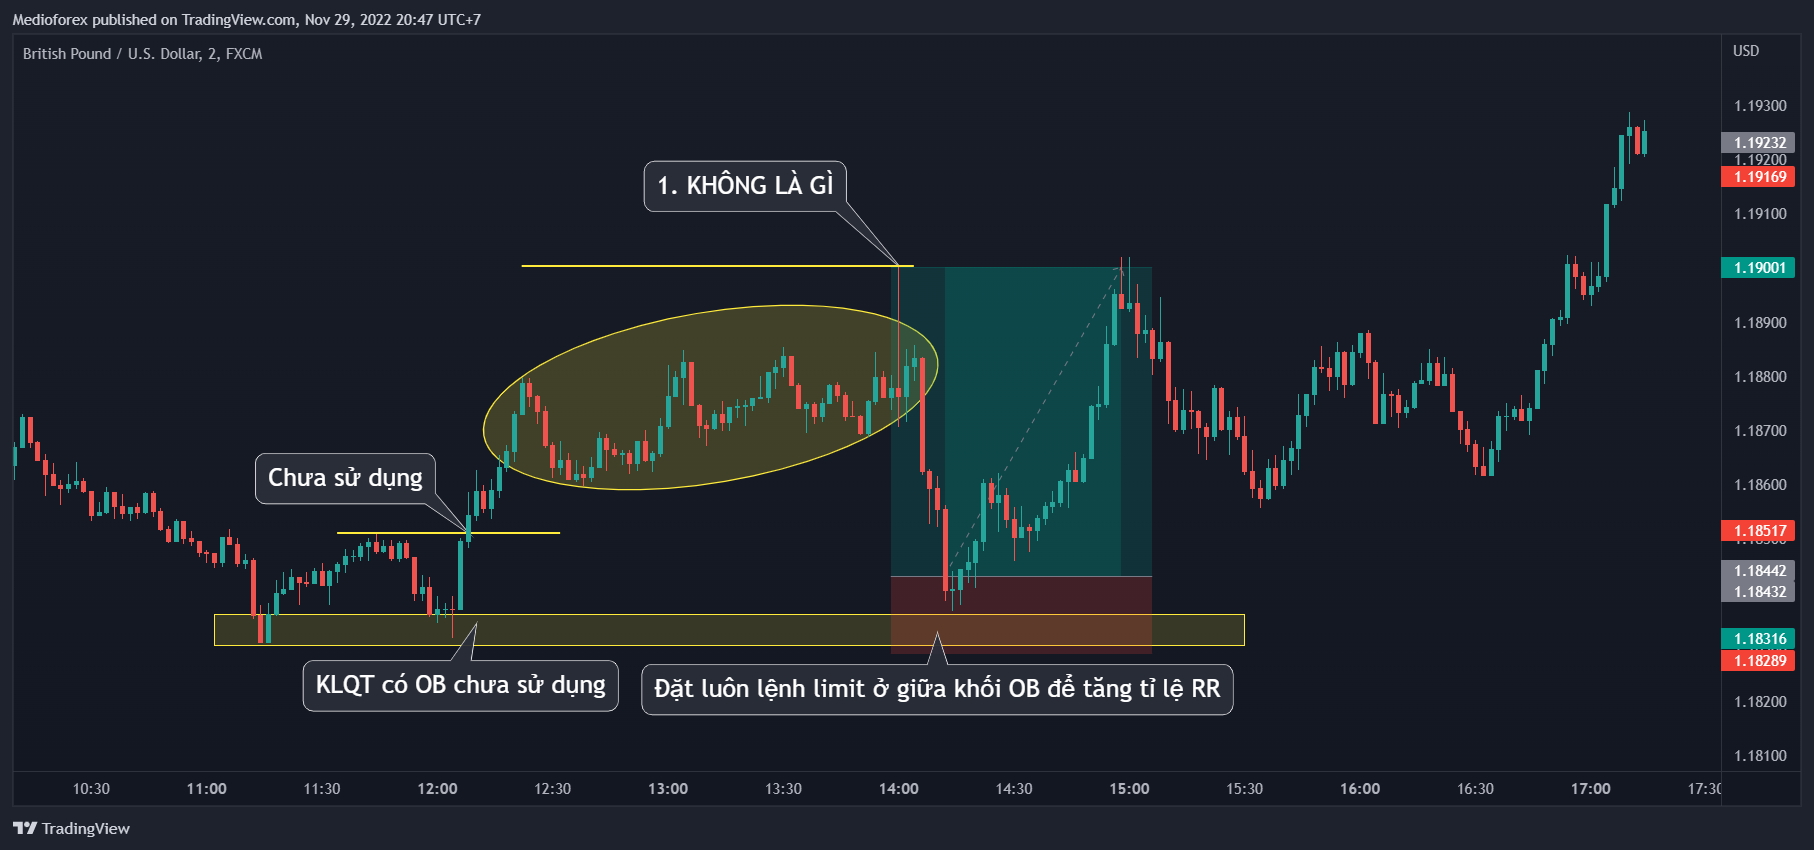 Medioforex published on TradingView.com, Nov 29, 2022 20:47 UTC+7
British Pound / U.S. Dollar, 2, FXCM
USD
1.19300
1.19232
1.19200
1.19169
1.19100
1. KHÔNG LÀ GÌ
1.19001
1.18900
1.18800
1.18700
Chưa sử dụng
1.18600
1.18517
1.18442
1.18432
1.18316
1.18289
KLQT có OB chưa sử dụng
Đặt luôn lệnh limit ở giữa khối OB để tăng tỉ lệ RR
1.18200
1.18100
10:30 11:00 11:30 12:00 12:30 13:00 13:30 14:00 14:30 15:00 15:30 16:00 16:30 17:00 17:30
TradingView